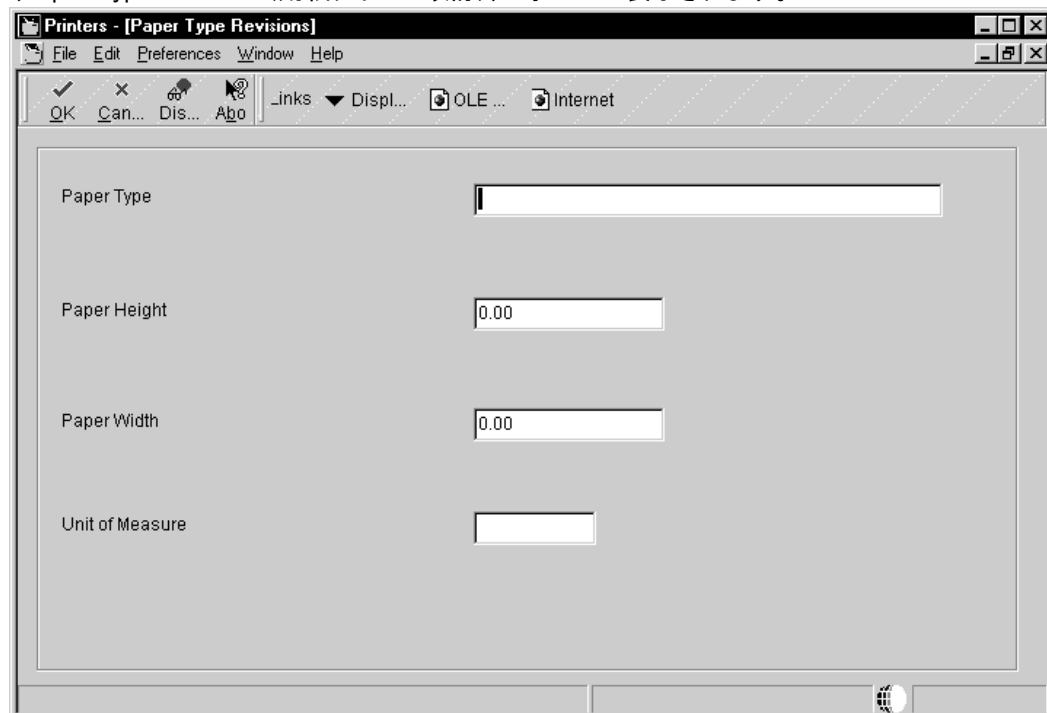 Printers - [Paper Type Revisions]
File Edit Preferences Window Help
OK Can... Dis... Abo .inks Displ... OLE ... Internet
Paper Type
Paper Height 0.00
Paper Width 0.00
Unit of Measure